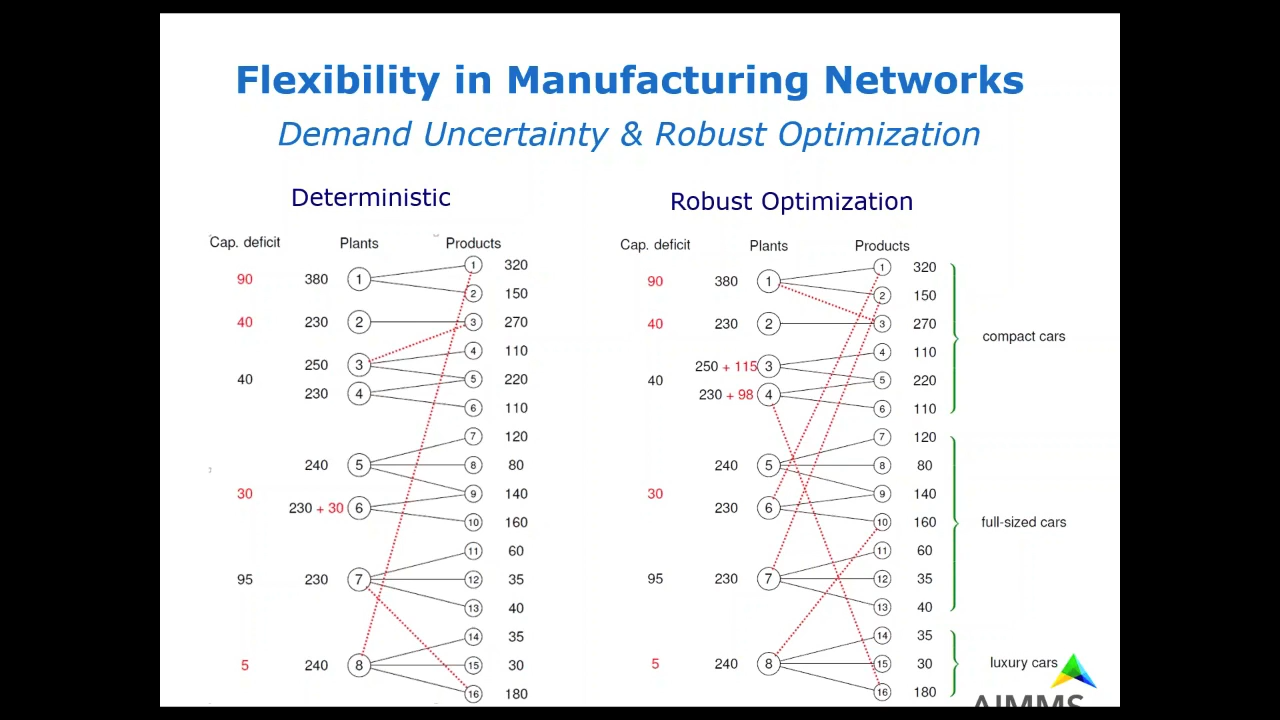 Flexibility in Manufacturing Networks
Demand Uncertainty & Robust Optimization
Deterministic
Cap. deficit Plants Products
1 320
90 380 1
2 150
40 230 2 3 270
4 110
250 3
40 5 220
230 4
6 110
7 120
240 5 8 80
30 9 140
230 + 30 6
10 160
11 60
95 230 7 12 35
13 40
14 35
5 240 8 15 30
16 180
Robust Optimization
Cap. deficit Plants Products
1 320
90 380 1
2 150
40 230 2 3 270
compact cars
4 110
250 + 115 3
40 5 220
230 + 98 4
6 110
7 120
240 5 8 80
30 9 140
230 6
10 160 full-sized cars
11 60
95 230 7 12 35
13 40
14 35
5 240 8 15 30 luxury cars
16 180
AIMMS